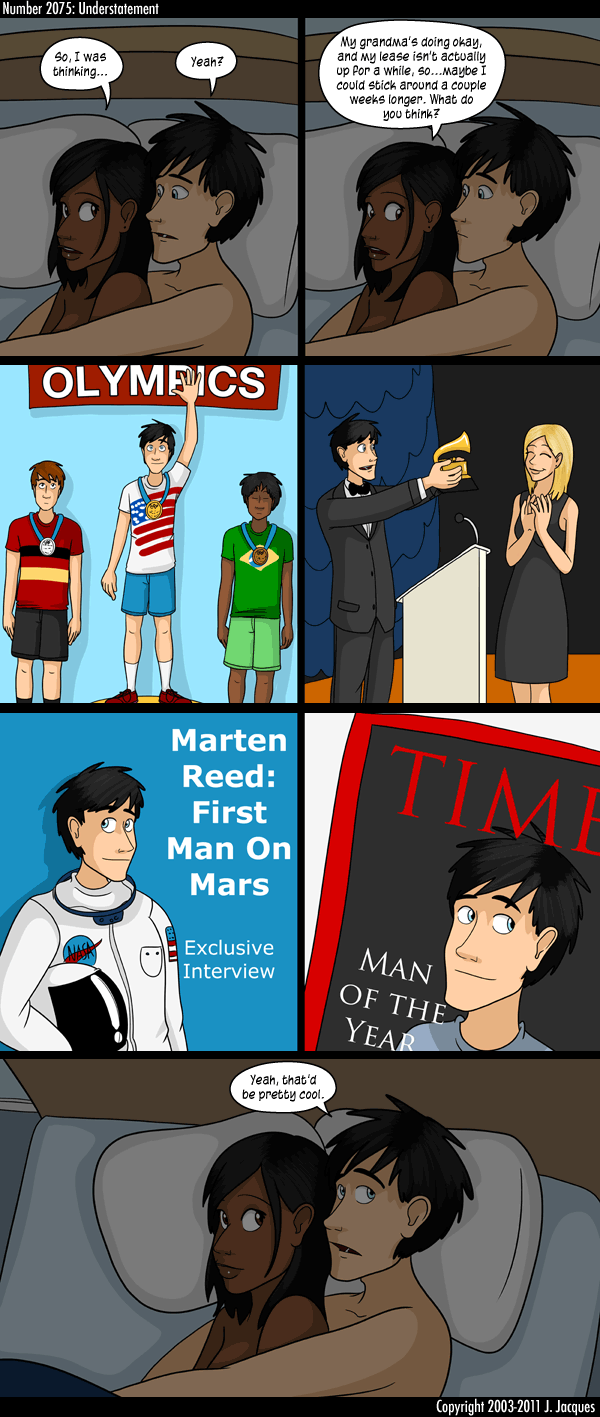 Number 2075: Understatement
So, I was
thinking...
Yeah?
My grandma's doing okay,
and my lease isn't actually
up for a while, so...maybe I
could stick around a couple
weeks longer. What do
you think?
OLYMPICS
Marten
Reed:
First
Man On
Mars
Exclusive
Interview
NASA
TIME
Man
of the
Year
Yeah, that'd
be pretty cool.
Copyright 2003-2011 J. Jacques